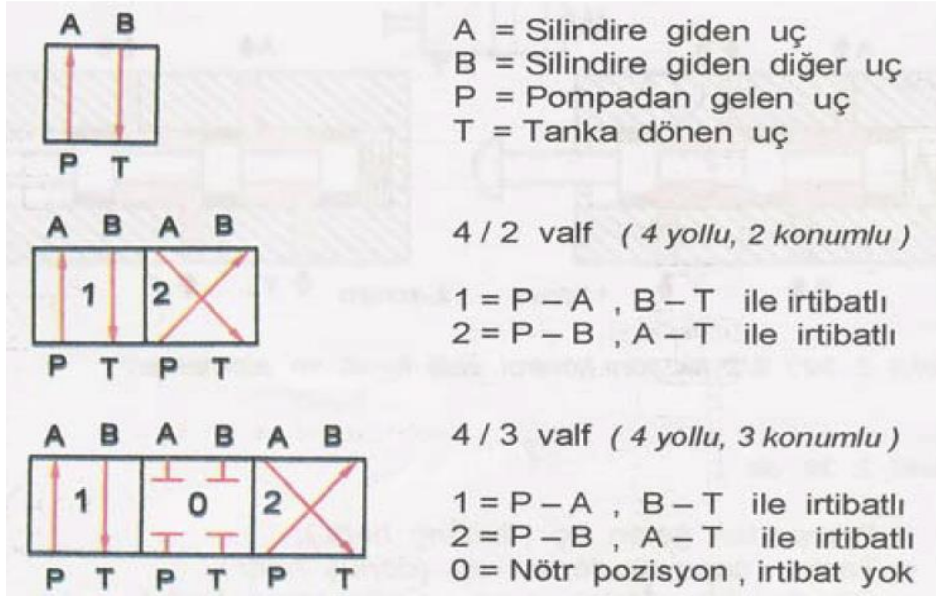 A B
P T
A = Silindire giden uç
B = Silindire giden diğer uç
P = Pompadan gelen uç
T = Tanka dönen uç
A B A B
1 2
P T P T
4 / 2 valf ( 4 yollu, 2 konumlu )
1 = P – A , B – T ile irtibatlı
2 = P – B , A – T ile irtibatlı
A B A B A B
1 0 2
P T P T P T
4 / 3 valf ( 4 yollu, 3 konumlu )
1 = P – A , B – T ile irtibatlı
2 = P – B , A – T ile irtibatlı
0 = Nötr pozisyon , irtibat yok